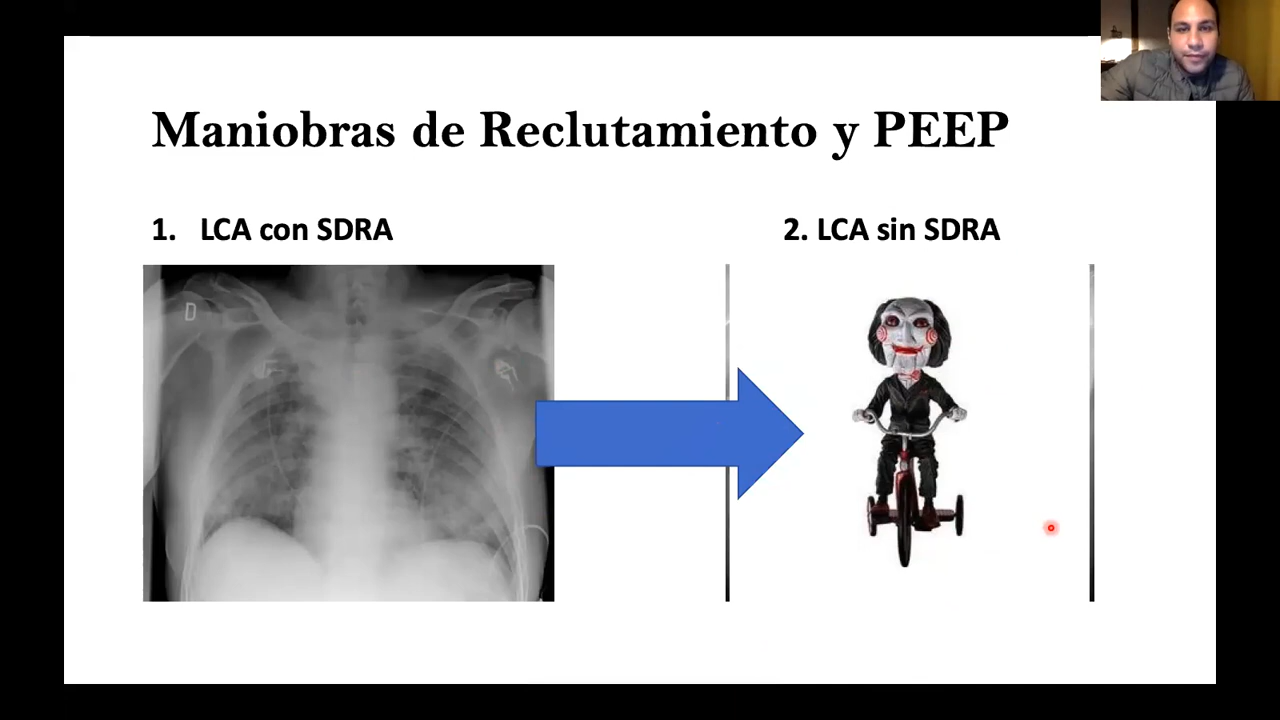 Maniobras de Reclutamiento y PEEP
1. LCA con SDRA
2. LCA sin SDRA
D